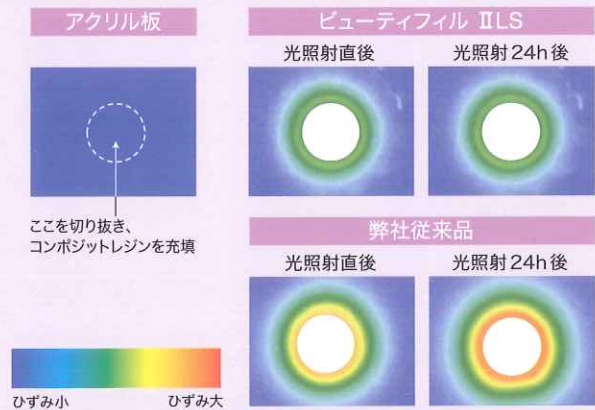 アクリル板
ここを切り抜き、
コンポジットレジンを充填
ひずみ小
ひずみ大
ビューティフィル ⅡLS
光照射直後
光照射24h後
弊社従来品
光照射直後
光照射24h後